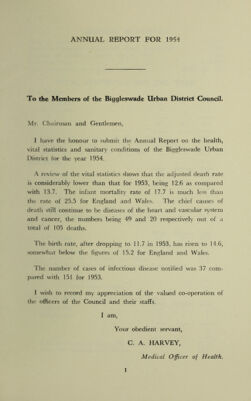 ANNUAL REPORT FOR 1954
To the Members of the Biggleswade Urban District Council.
Mr. Chairman and Gentlemen,
I have the honour to submit the Annual Report on the health,
vital statistics and sanitary conditions of the Biggleswade Urban
District for the year 1954.
A review of the vital statistics shows that the adjusted death rate
is considerably lower than that for 1953, being 12.6 as compared
with 13.7. The infant mortality rate of 17.7 is much less than
the rate of 25.5 for England and Wales. The chief causes of
death still continue to be diseases of the heart and vascular system
and cancer, the numbers being 49 and 20 respectively out of a
total of 105 deaths.
The birth rate, after dropping to 11.7 in 1953, has risen to 14.6,
somewhat below the figures of 15.2 for England and Wales.
The number of cases of infectious disease notified was 37 com-
pared with 151 for 1953.
I wish to record my appreciation of the valued co-operation of
the officers of the Council and their staffs.
I am,
Your obedient servant,
C. A. HARVEY,
Medical Officer of Health.
1